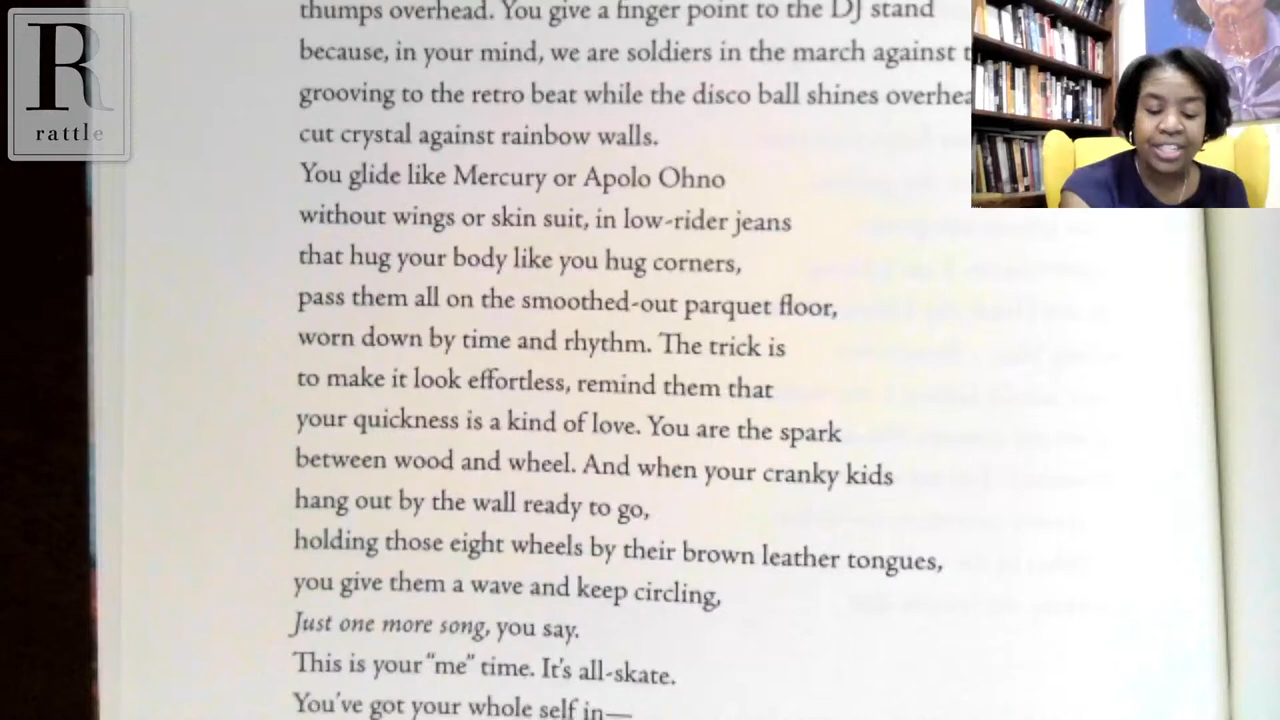 R
rattle
thumps overhead. You give a finger point to the DJ stand
because, in your mind, we are soldiers in the march against
grooving to the retro beat while the disco ball shines
cut crystal against rainbow walls.
You glide like Mercury or Apolo Ohno
without wings or skin suit, in low-rider jeans
that hug your body like you hug corners,
pass them all on the smoothed-out parquet floor,
worn down by time and rhythm. The trick is
to make it look effortless, remind them that
your quickness is a kind of love. You are the spark
between wood and wheel. And when your cranky kids
hang out by the wall ready to go,
holding those eight wheels by their brown leather tongues,
you give them a wave and keep circling,
Just one more song, you say.
This is your “me” time. It’s all-skate.
You’ve got your whole self in—